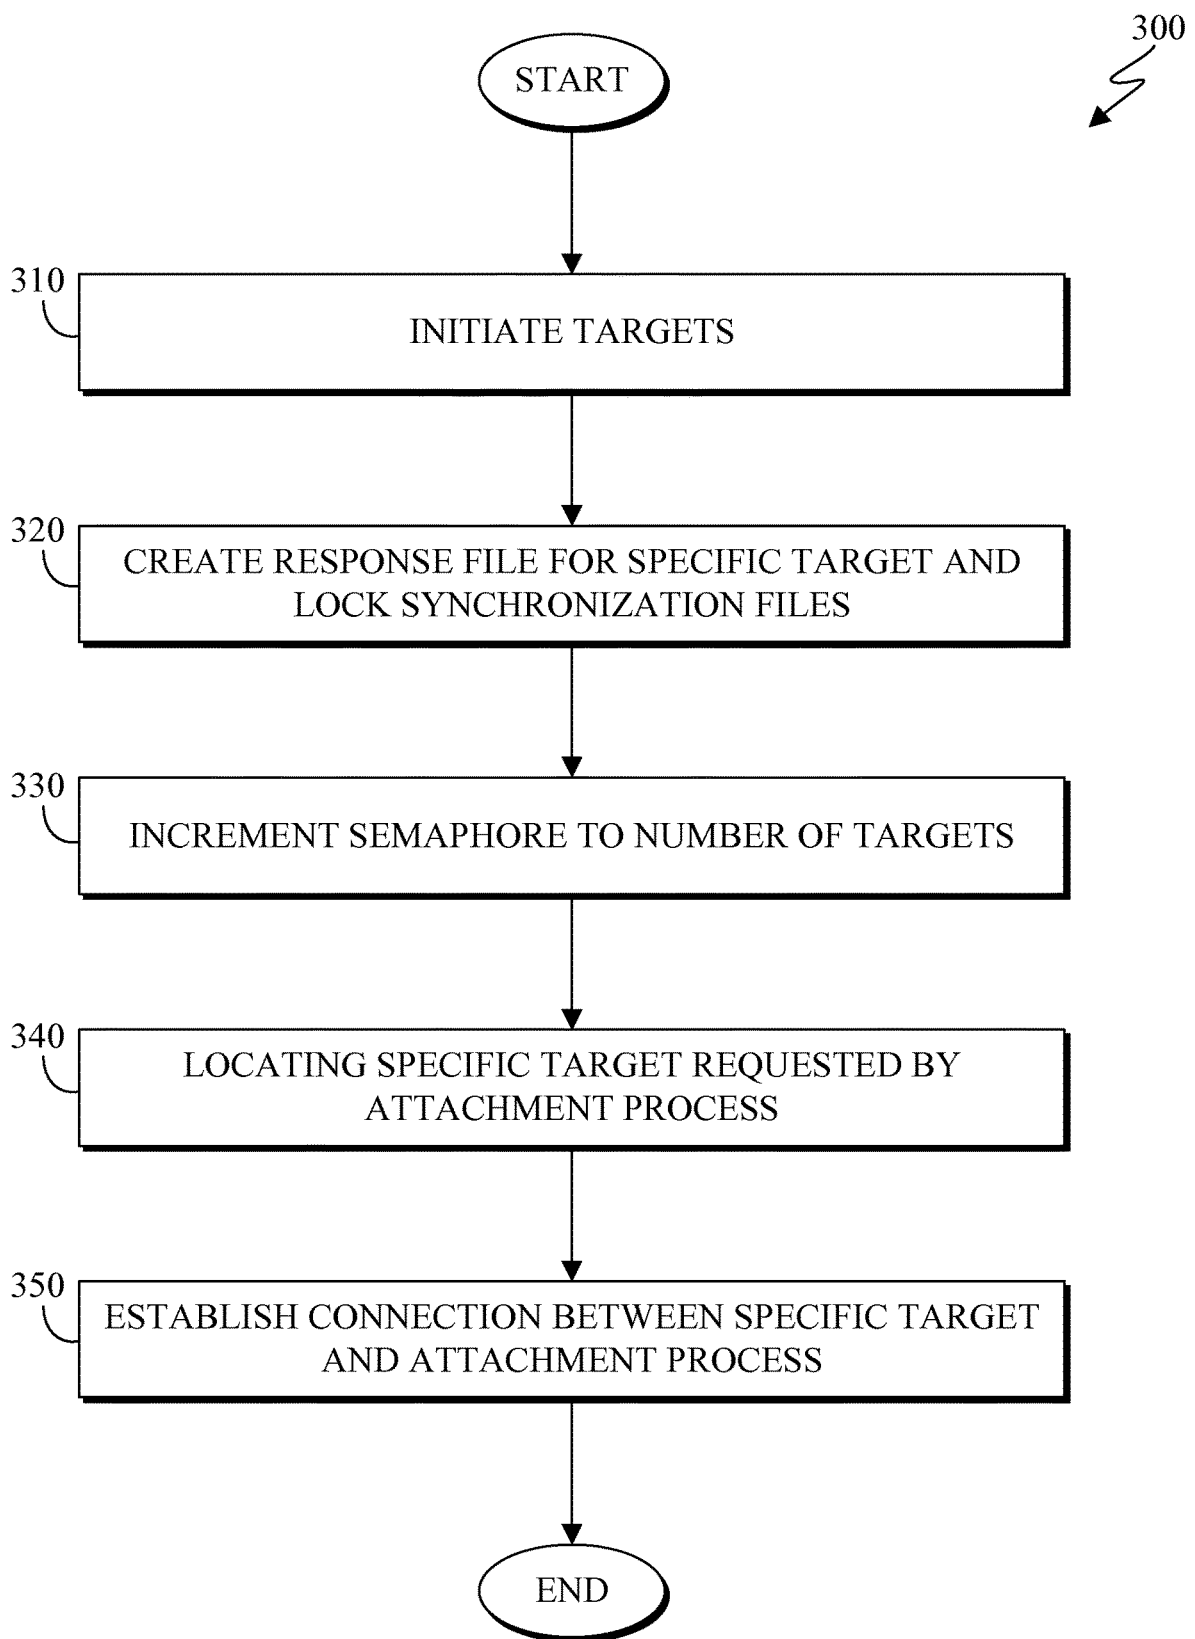 300
START
310
INITIATE TARGETS
320
CREATE RESPONSE FILE FOR SPECIFIC TARGET AND
LOCK SYNCHRONIZATION FILES
330
INCREMENT SEMAPHORE TO NUMBER OF TARGETS
340
LOCATING SPECIFIC TARGET REQUESTED BY
ATTACHMENT PROCESS
350
ESTABLISH CONNECTION BETWEEN SPECIFIC TARGET
AND ATTACHMENT PROCESS
END